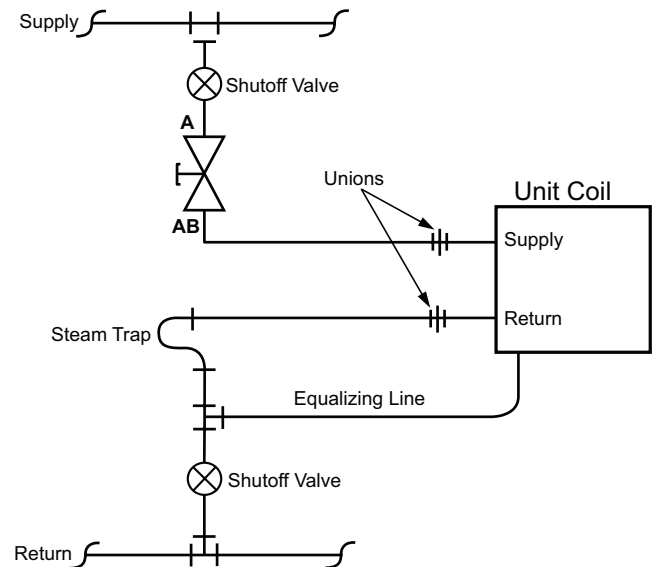 Supply
Shutoff Valve
A
AB
Unions
Unit Coil
Supply
Return
Steam Trap
Equalizing Line
Shutoff Valve
Return